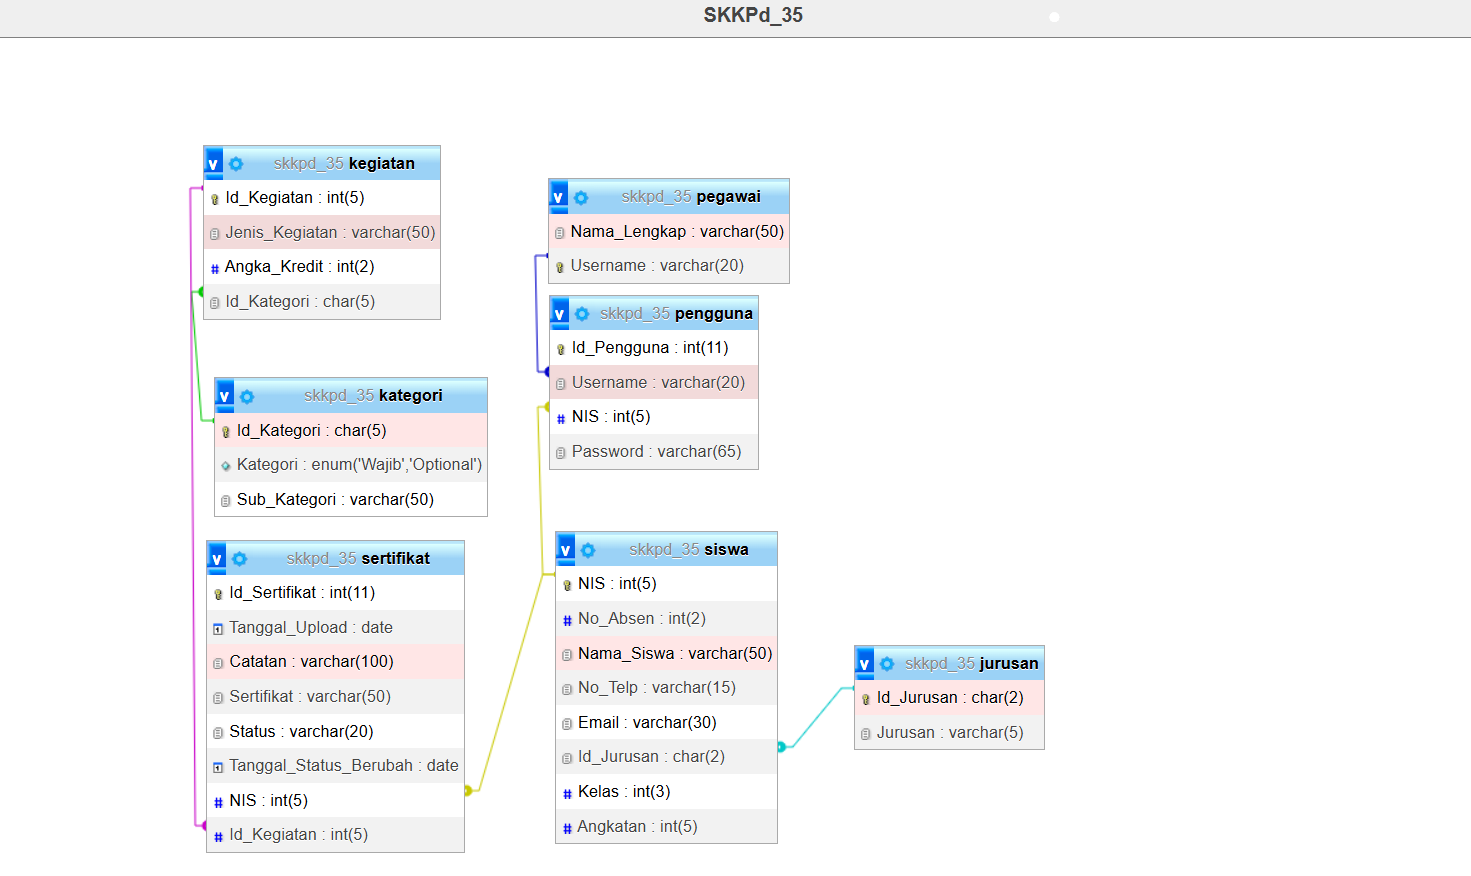 SKKPd_35
skkpd_35 kegiatan
Id_Kegiatan : int(5)
Jenis_Kegiatan : varchar(50)
Angka_Kredit : int(2)
Id_Kategori : char(5)
skkpd_35 kategori
Id_Kategori : char(5)
Kategori : enum('Wajib','Optional')
Sub_Kategori : varchar(50)
skkpd_35 sertifikat
Id_Sertifikat : int(11)
Tanggal_Upload : date
Catatan : varchar(100)
Sertifikat : varchar(50)
Status : varchar(20)
Tanggal_Status_Berubah : date
NIS : int(5)
Id_Kegiatan : int(5)
skkpd_35 pegawai
Nama_Lengkap : varchar(50)
Username : varchar(20)
skkpd_35 pengguna
Id_Pengguna : int(11)
Username : varchar(20)
NIS : int(5)
Password : varchar(65)
skkpd_35 siswa
NIS : int(5)
No_Absen : int(2)
Nama_Siswa : varchar(50)
No_Telp : varchar(15)
Email : varchar(30)
Id_Jurusan : char(2)
Kelas : int(3)
Angkatan : int(5)
skkpd_35 jurusan
Id_Jurusan : char(2)
Jurusan : varchar(5)